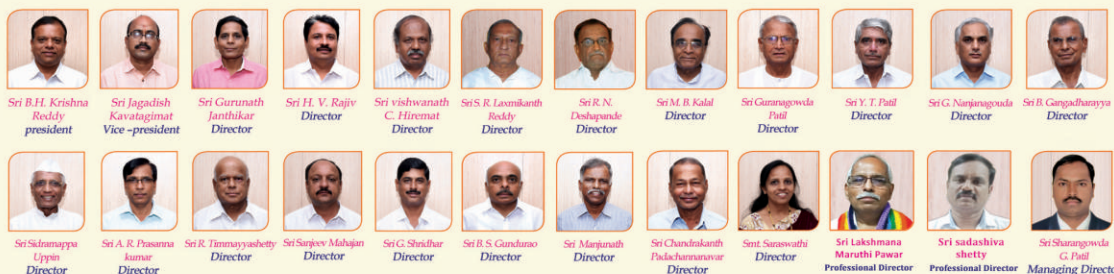 Sri B.H. Krishna Reddy
president
Sri Jagadish Kavatagimat
Vice –president
Sri Gurunath Janthikar
Director
Sri H. V. Rajiv
Director
Sri vishwanath C. Hiremat
Director
Sri S. R. Laxmikanth Reddy
Director
Sri R. N. Deshapande
Director
Sri M. B. Kalal
Director
Sri Guranagowda Patil
Director
Sri Y. T. Patil
Director
Sri G. Nanjanagouda
Director
Sri B. Gangadharayya
Director
Sri Sidramappa Uppin
Director
Sri A. R. Prasanna kumar
Director
Sri R. Timmayyashetty
Director
Sri Sanjeev Mahajan
Director
Sri G. Shridhar
Director
Sri B. S. Gundurao
Director
Sri Manjunath
Director
Sri Chandrakanth Padachannanavar
Director
Smt. Saraswathi
Director
Sri Lakshmana Maruthi Pawar
Professional Director
Sri sadashiva shetty
Professional Director
Sri Sharangowda G. Patil
Managing Direct